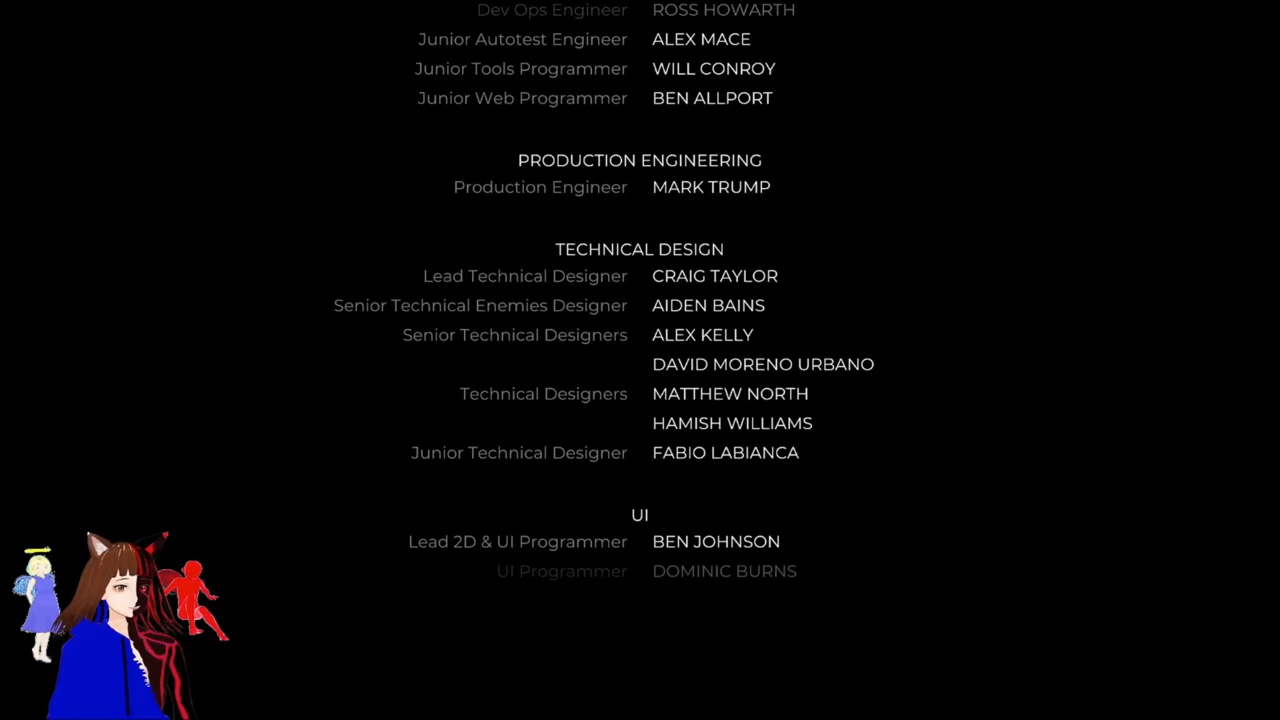 Dev Ops Engineer ROSS HOWARTH
Junior Autotest Engineer ALEX MACE
Junior Tools Programmer WILL CONROY
Junior Web Programmer BEN ALLPORT
PRODUCTION ENGINEERING
Production Engineer MARK TRUMP
TECHNICAL DESIGN
Lead Technical Designer CRAIG TAYLOR
Senior Technical Enemies Designer AIDEN BAINS
Senior Technical Designers ALEX KELLY
DAVID MORENO URBANO
Technical Designers MATTHEW NORTH
HAMISH WILLIAMS
Junior Technical Designer FABIO LABIANCA
UI
Lead 2D & UI Programmer BEN JOHNSON
UI Programmer DOMINIC BURNS